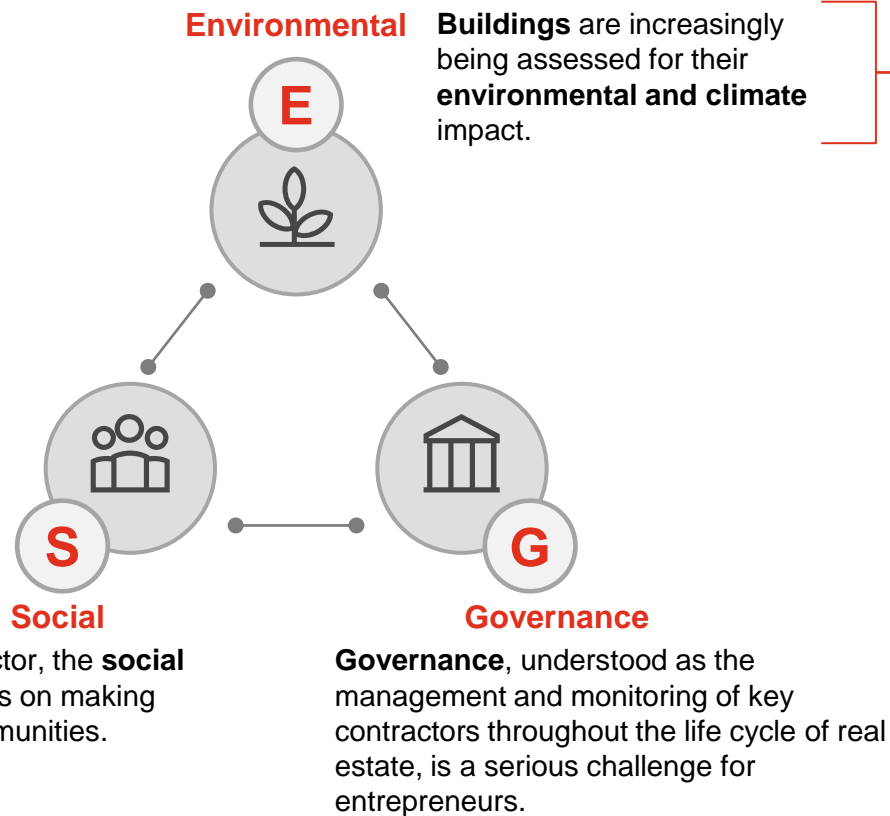 Environmental
Buildings are increasingly
being assessed for their
environmental and climate
impact.
E
S
G
Social
ctor, the social
s on making
munities.
Governance
Governance, understood as the
management and monitoring of key
contractors throughout the life cycle of real
estate, is a serious challenge for
entrepreneurs.